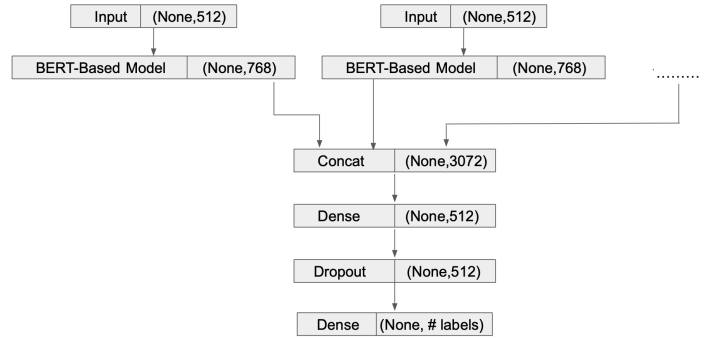 Input (None,512) Input (None,512)
BERT-Based Model (None,768) BERT-Based Model (None,768) .........
Concat (None,3072)
Dense (None,512)
Dropout (None,512)
Dense (None, # labels)